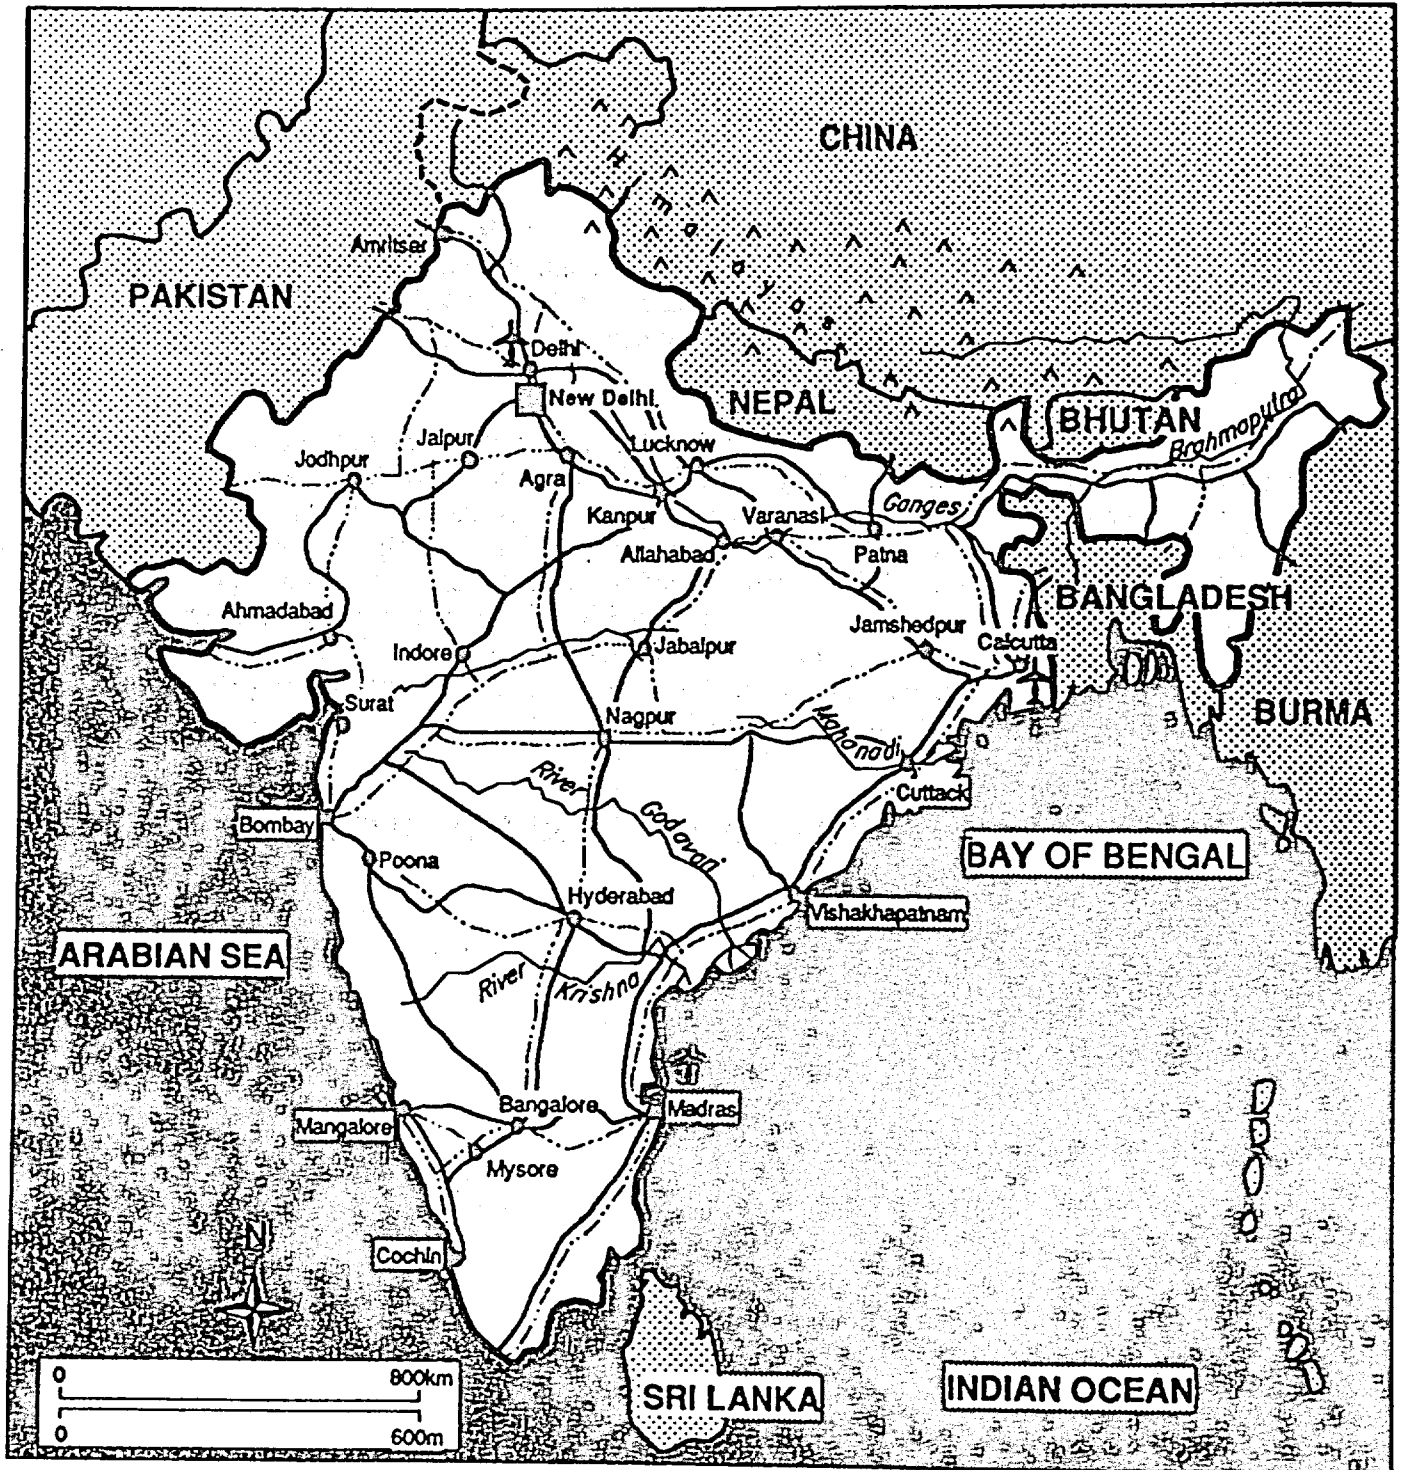 CHINA
Himalayas
Amritsar
PAKISTAN
Delhi
New Delhi
NEPAL
BHUTAN
Brahmaputra
Jaipur
Lucknow
Jodhpur
Agra
Ganges
Kanpur
Varanasi
Allahabad
Patna
BANGLADESH
Ahmadabad
Jamshedpur
Calcutta
Indore
Jabalpur
Surat
Nagpur
Mahanadi
BURMA
River
Godavari
Cuttack
Bombay
BAY OF BENGAL
Poona
Hyderabad
Vishakhapatnam
ARABIAN SEA
River
Krishna
Bangalore
Madras
Mangalore
Mysore
N
Cochin
0
800km
0
600m
SRI LANKA
INDIAN OCEAN